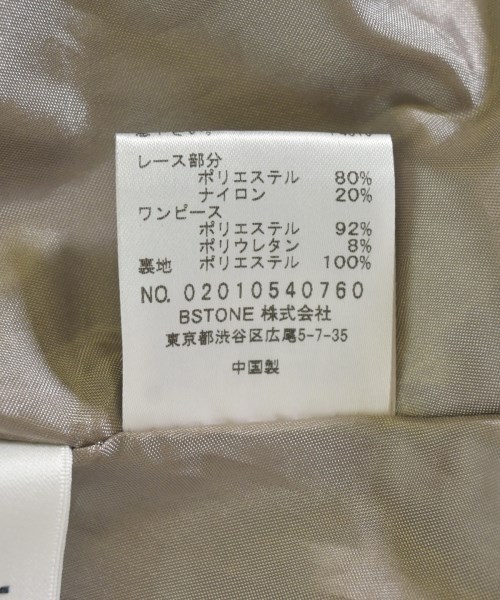 レース部分
ポリエステル 80%
ナイロン 20%
ワンピース
ポリエステル 92%
ポリウレタン 8%
裏地 ポリエステル 100%
NO. 02010540760
BSTONE 株式会社
東京都渋谷区広尾5-7-35
中国製